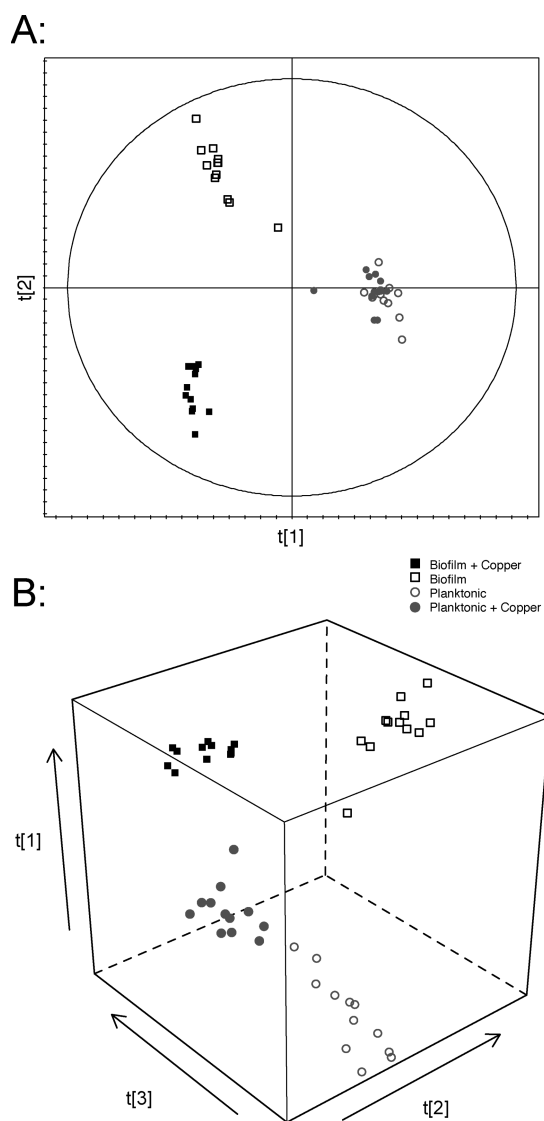 A:
t[2]
t[1]
Biofilm + Copper
Biofilm
Planktonic
Planktonic + Copper
B:
t[1]
t[3]
t[2]